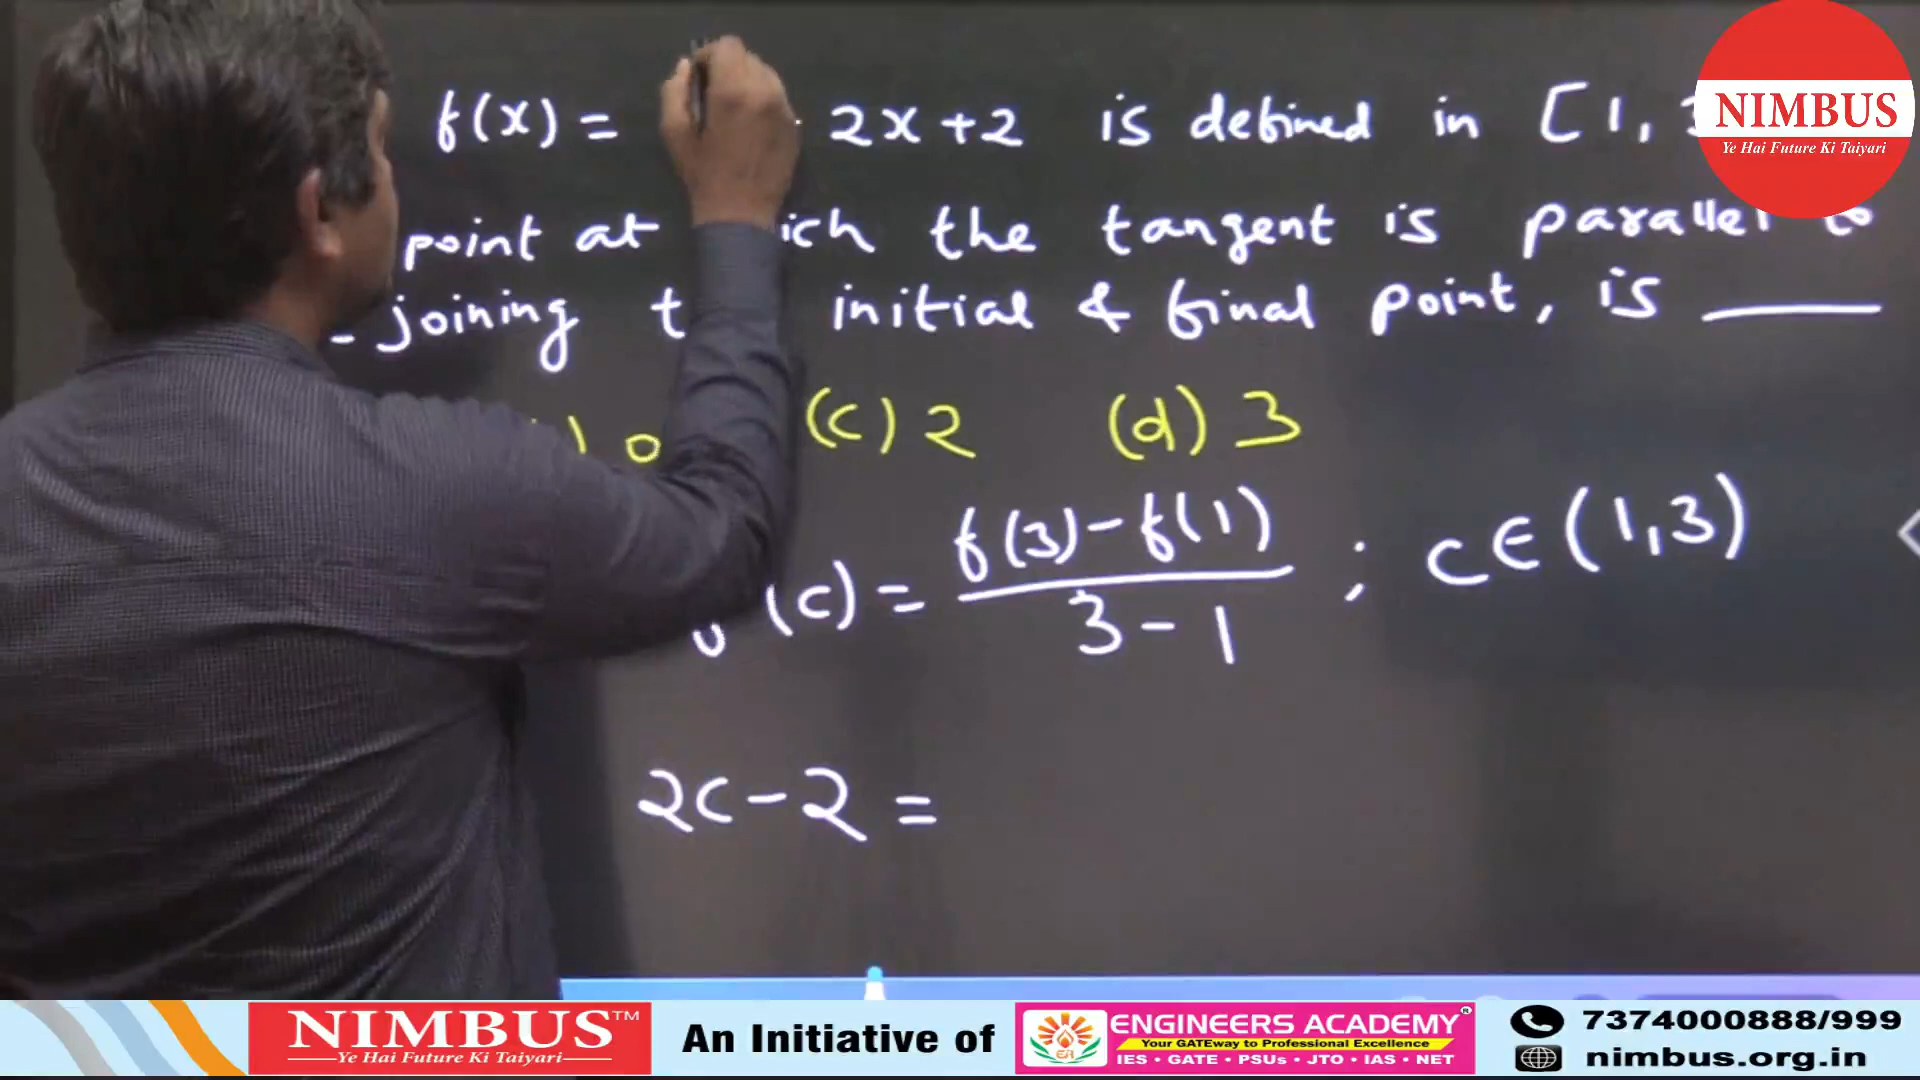 f(x) = - 2x+2 is defined in [1,
NIMBUS
Ye Hai Future Ki Taiyari
point at the tangent is parallel to
joining initial & final point, is ______
0 (c) 2 (d) 3
(c) = f(3)-f(1) / 3-1 ; c∈(1,3)
2c-2 =
NIMBUS™
Ye Hai Future Ki Taiyari
An Initiative of
ENGINEERS ACADEMY®
Your GATEway to Professional Excellence
IES • GATE • PSUs • JTO • IAS • NET
7374000888/999
nimbus.org.in